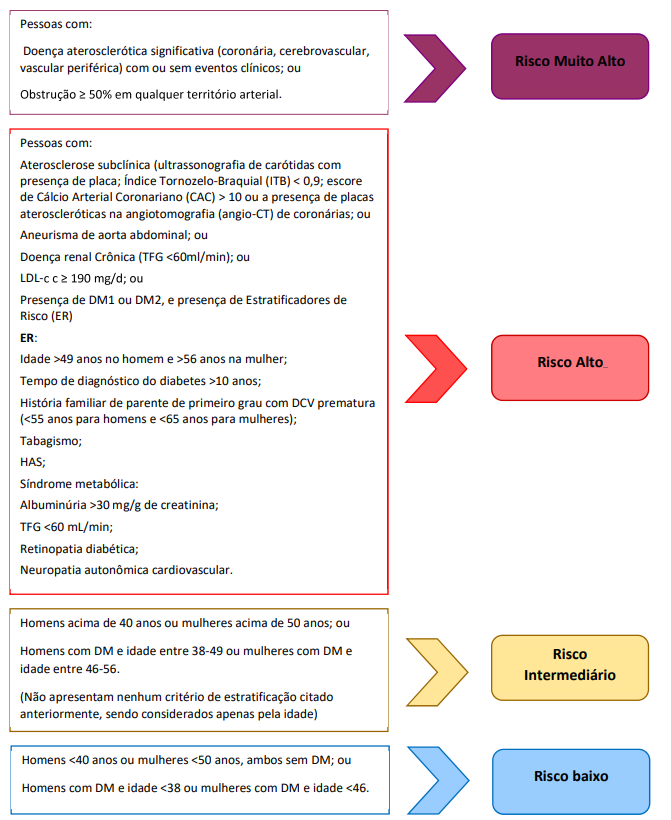 Pessoas com:
Doença aterosclerótica significativa (coronária, cerebrovascular,
vascular periférica) com ou sem eventos clínicos; ou
Obstrução ≥ 50% em qualquer território arterial.
Risco Muito Alto
Pessoas com:
Aterosclerose subclínica (ultrassonografia de carótidas com
presença de placa; Índice Tornozelo-Braquial (ITB) < 0,9; escore
de Cálcio Arterial Coronariano (CAC) > 10 ou a presença de placas
ateroscleróticas na angiotomografia (angio-CT) de coronárias; ou
Aneurisma de aorta abdominal; ou
Doença renal Crônica (TFG <60ml/min); ou
LDL-c c ≥ 190 mg/d; ou
Presença de DM1 ou DM2, e presença de Estratificadores de
Risco (ER)
ER:
Idade >49 anos no homem e >56 anos na mulher;
Tempo de diagnóstico do diabetes >10 anos;
História familiar de parente de primeiro grau com DCV prematura
(<55 anos para homens e <65 anos para mulheres);
Tabagismo;
HAS;
Síndrome metabólica:
Albuminúria >30 mg/g de creatinina;
TFG <60 mL/min;
Retinopatia diabética;
Neuropatia autonômica cardiovascular.
Risco Alto
Homens acima de 40 anos ou mulheres acima de 50 anos; ou
Homens com DM e idade entre 38-49 ou mulheres com DM e
idade entre 46-56.
(Não apresentam nenhum critério de estratificação citado
anteriormente, sendo considerados apenas pela idade)
Risco
Intermediário
Homens <40 anos ou mulheres <50 anos, ambos sem DM; ou
Homens com DM e idade <38 ou mulheres com DM e idade <46.
Risco baixo